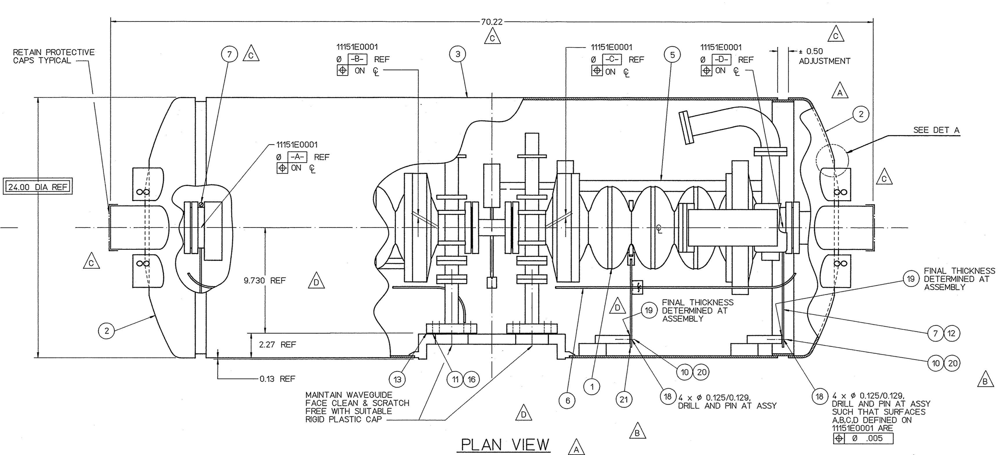 70.22
C
C
RETAIN PROTECTIVE
CAPS TYPICAL
7
C
11151E0001
Ø -B- REF
⌖ ON ℄
3
11151E0001
Ø -C- REF
⌖ ON ℄
5
11151E0001
Ø -D- REF
⌖ ON ℄
± 0.50
ADJUSTMENT
A
2
SEE DET A
11151E0001
Ø -A- REF
⌖ ON ℄
24.00 DIA REF
C
℄
C
9.730 REF
D
19
FINAL THICKNESS
DETERMINED AT
ASSEMBLY
D
19
FINAL THICKNESS
DETERMINED AT
ASSEMBLY
2
2.27 REF
7 12
10 20
0.13 REF
13
11 16
10 20
1
6
21
18
4 x Ø 0.125/0.129,
DRILL AND PIN AT ASSY
B
18
4 x Ø 0.125/0.129,
DRILL AND PIN AT ASSY
SUCH THAT SURFACES
A,B,C,D DEFINED ON
11151E0001 ARE
⌖ Ø .005
MAINTAIN WAVEGUIDE
FACE CLEAN & SCRATCH
FREE WITH SUITABLE
RIGID PLASTIC CAP
D
B
PLAN VIEW
A